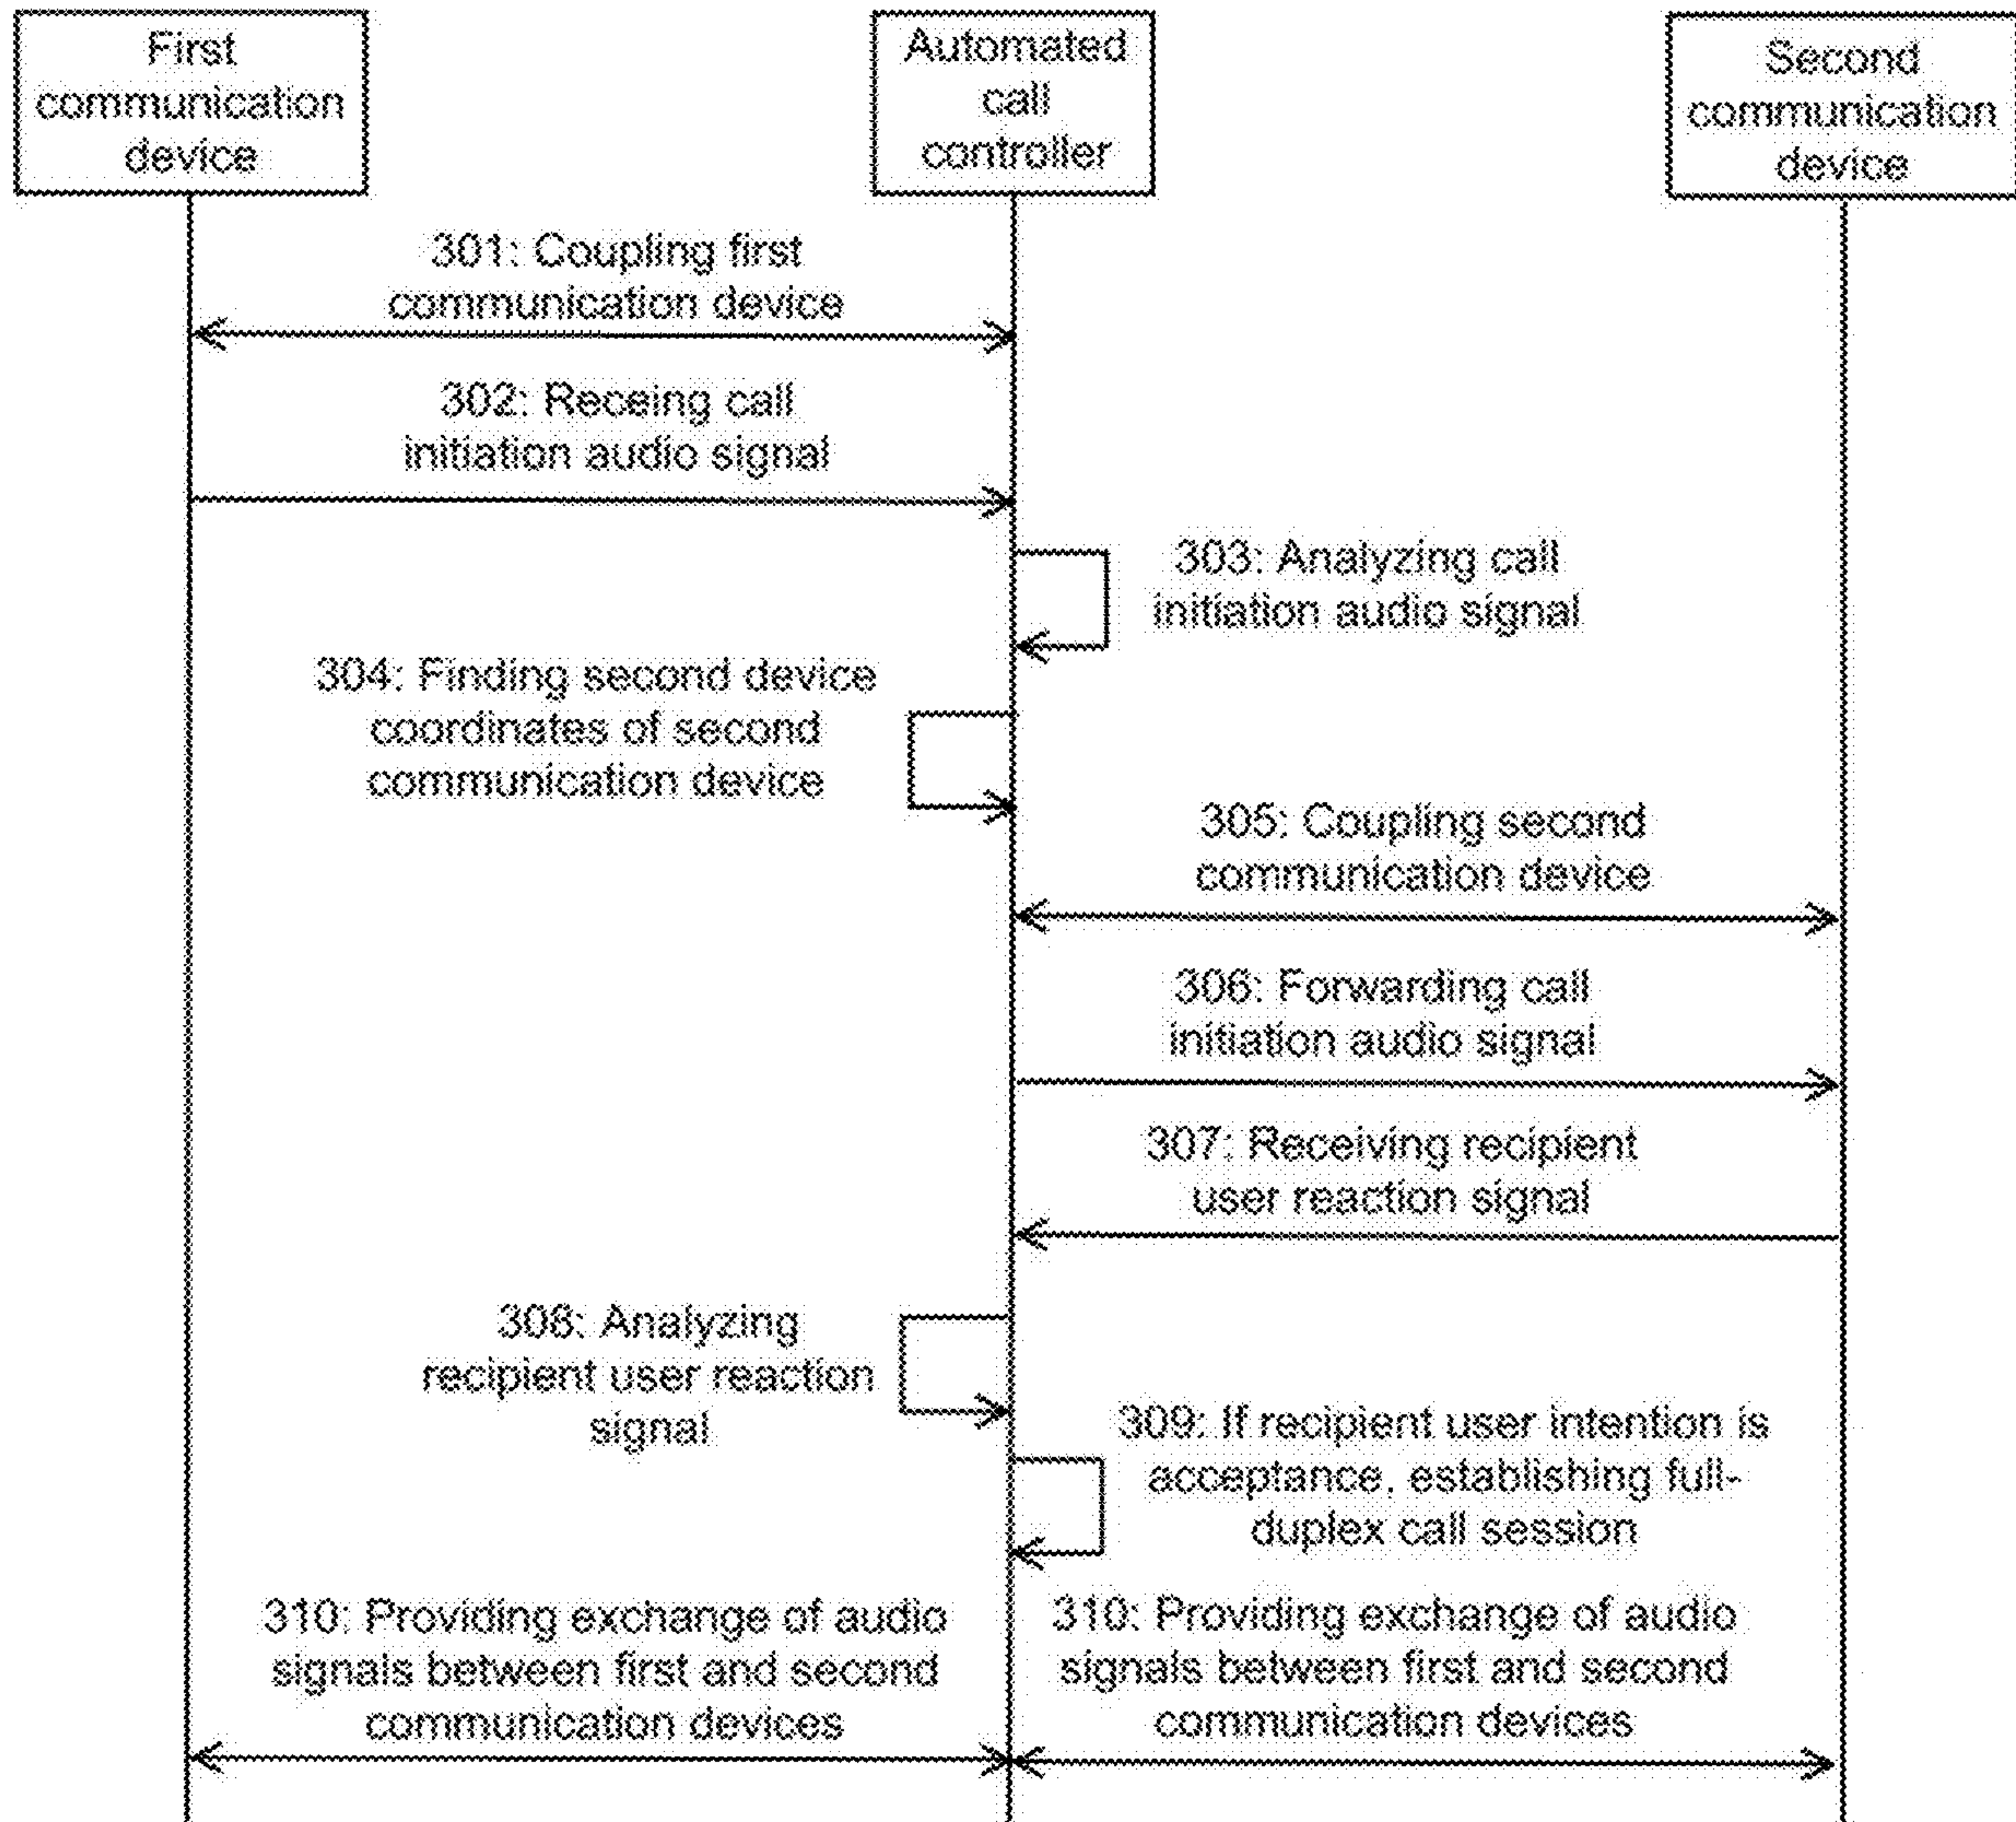 First
communication
device
Automated
call
controller
Second
communication
device
301: Coupling first
communication device
302: Receing call
initiation audio signal
303: Analyzing call
initiation audio signal
304: Finding second device
coordinates of second
communication device
305: Coupling second
communication device
306: Forwarding call
initiation audio signal
307: Receiving recipient
user reaction signal
308: Analyzing
recipient user reaction
signal
309: If recipient user intention is
acceptance, establishing full-
duplex call session
310: Providing exchange of audio
signals between first and second
communication devices
310: Providing exchange of audio
signals between first and second
communication devices